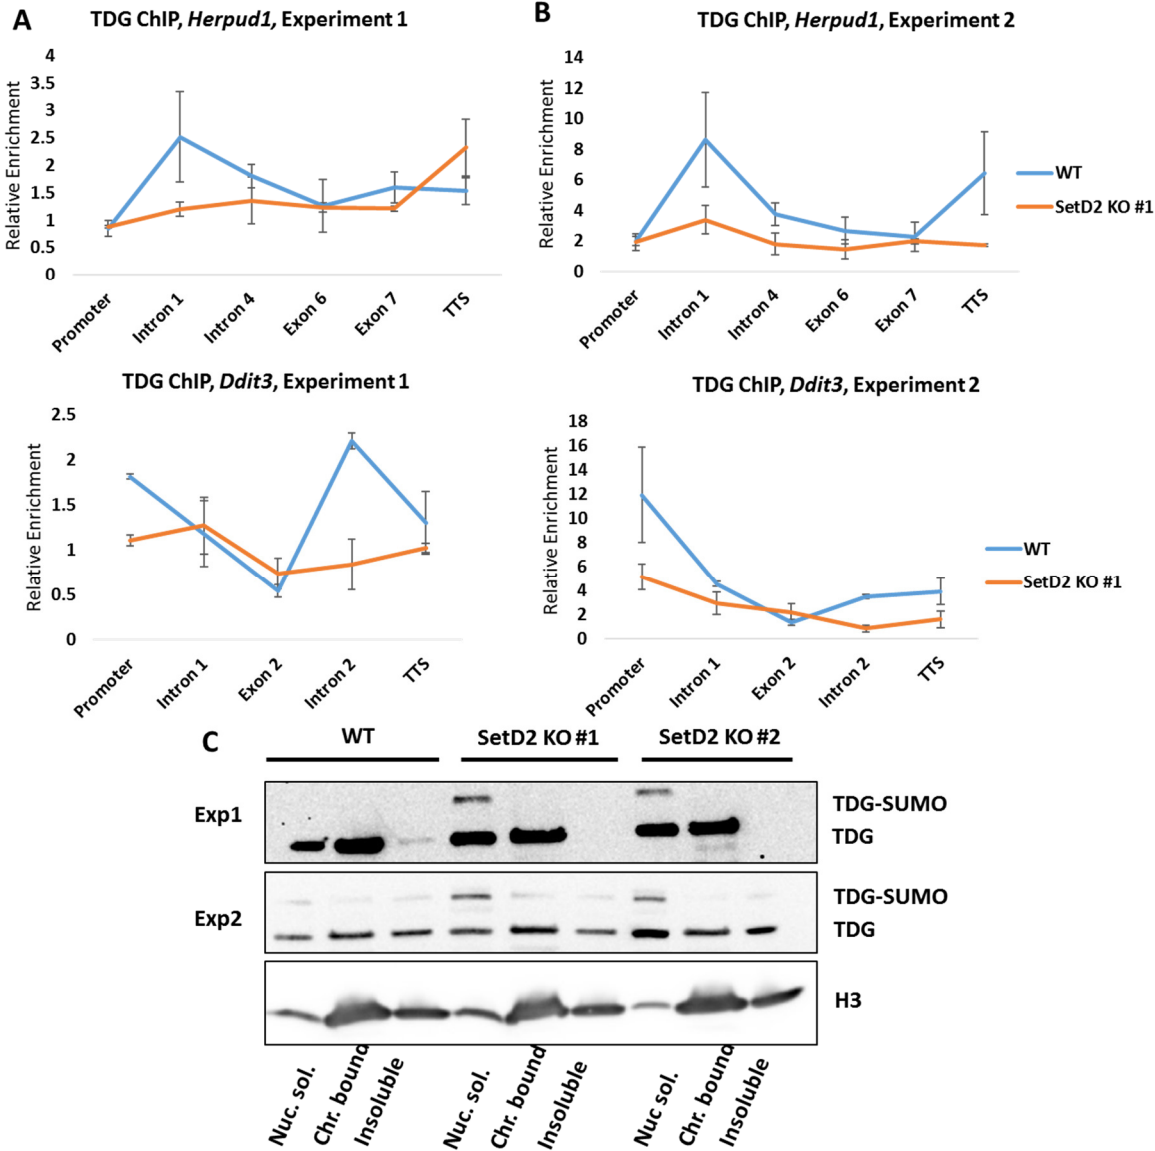 A
TDG ChIP, Herpud1, Experiment 1
Relative Enrichment
4
3.5
3
2.5
2
1.5
1
0.5
0
Promoter
Intron 1
Intron 4
Exon 6
Exon 7
TTS
B
TDG ChIP, Herpud1, Experiment 2
Relative Enrichment
14
12
10
8
6
4
2
0
Promoter
Intron 1
Intron 4
Exon 6
Exon 7
TTS
WT
SetD2 KO #1
TDG ChIP, Ddit3, Experiment 1
Relative Enrichment
2.5
2
1.5
1
0.5
0
Promoter
Intron 1
Exon 2
Intron 2
TTS
TDG ChIP, Ddit3, Experiment 2
Relative Enrichment
18
16
14
12
10
8
6
4
2
0
Promoter
Intron 1
Exon 2
Intron 2
TTS
WT
SetD2 KO #1
C
WT
SetD2 KO #1
SetD2 KO #2
Exp1
TDG-SUMO
TDG
Exp2
TDG-SUMO
TDG
H3
Nuc. sol.
Chr. bound
Insoluble
Nuc. sol.
Chr. bound
Insoluble
Nuc. sol.
Chr. bound
Insoluble